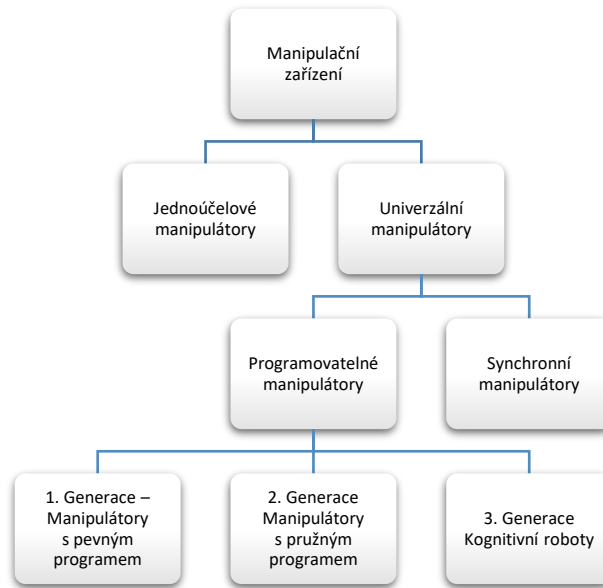 Manipulační
zařízení
Jednoúčelové
manipulátory
Univerzální
manipulátory
Programovatelné
manipulátory
Synchronní
manipulátory
1. Generace –
Manipulátory
s pevným
programem
2. Generace
Manipulátory
s pružným
programem
3. Generace
Kognitivní roboty